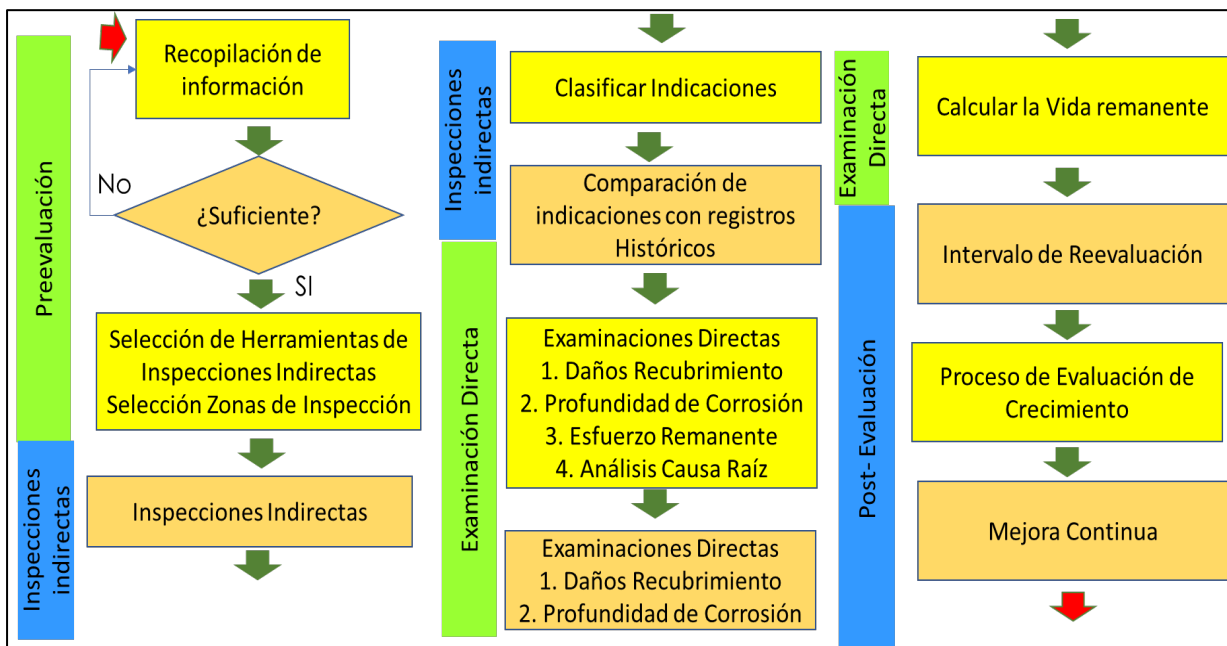 Preevaluación
Inspecciones
indirectas
Recopilación de
información
No
¿Suficiente?
SI
Selección de Herramientas de
Inspecciones Indirectas
Selección Zonas de Inspección
Inspecciones Indirectas
Inspecciones
indirectas
Examinación Directa
Clasificar Indicaciones
Comparación de
indicaciones con registros
Históricos
Examinaciones Directas
1. Daños Recubrimiento
2. Profundidad de Corrosión
3. Esfuerzo Remanente
4. Análisis Causa Raíz
Examinaciones Directas
1. Daños Recubrimiento
2. Profundidad de Corrosión
Examinación
Directa
Post- Evaluación
Calcular la Vida remanente
Intervalo de Reevaluación
Proceso de Evaluación de
Crecimiento
Mejora Continua